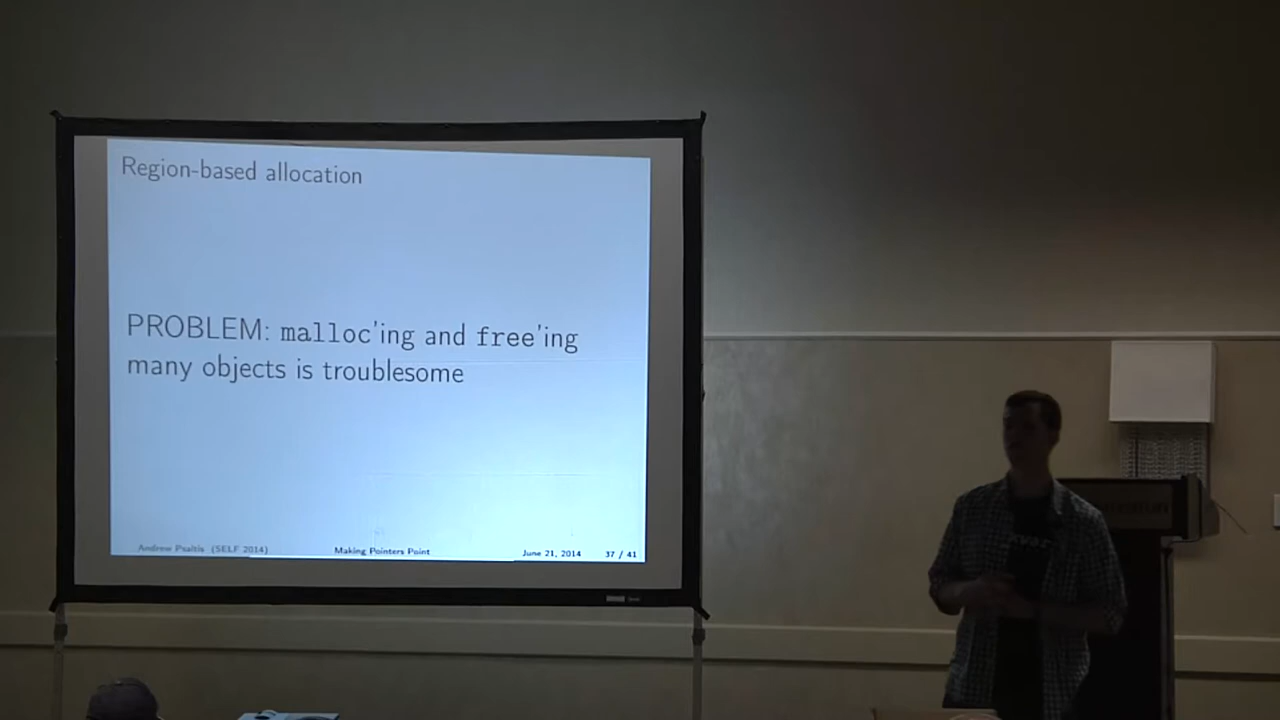 Region-based allocation
PROBLEM: malloc'ing and free'ing
many objects is troublesome
Andrew Psaltis (SELF 2014)
Making Pointers Point
June 21, 2014
37 / 41